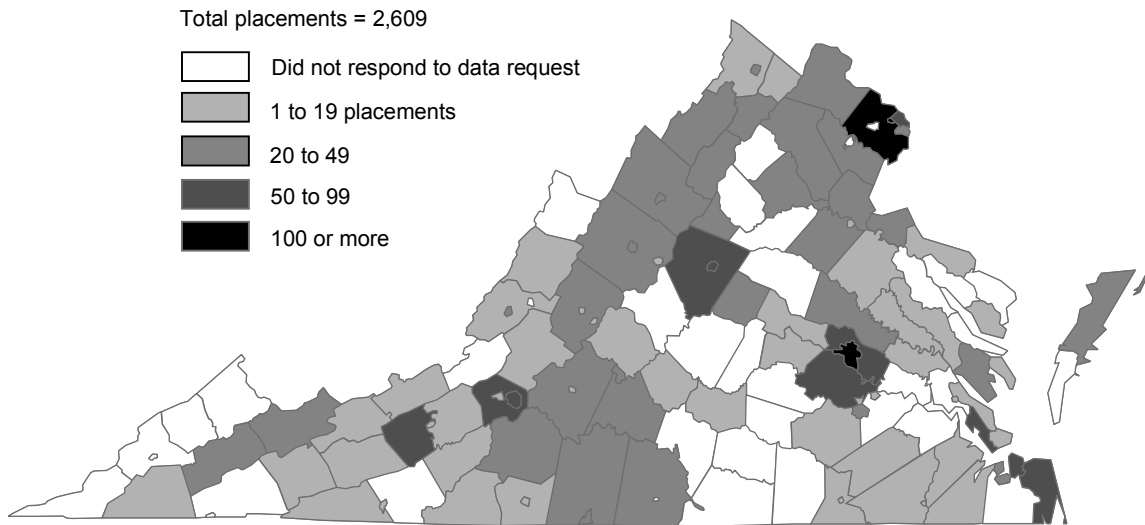 Total placements = 2,609
Did not respond to data request
1 to 19 placements
20 to 49
50 to 99
100 or more